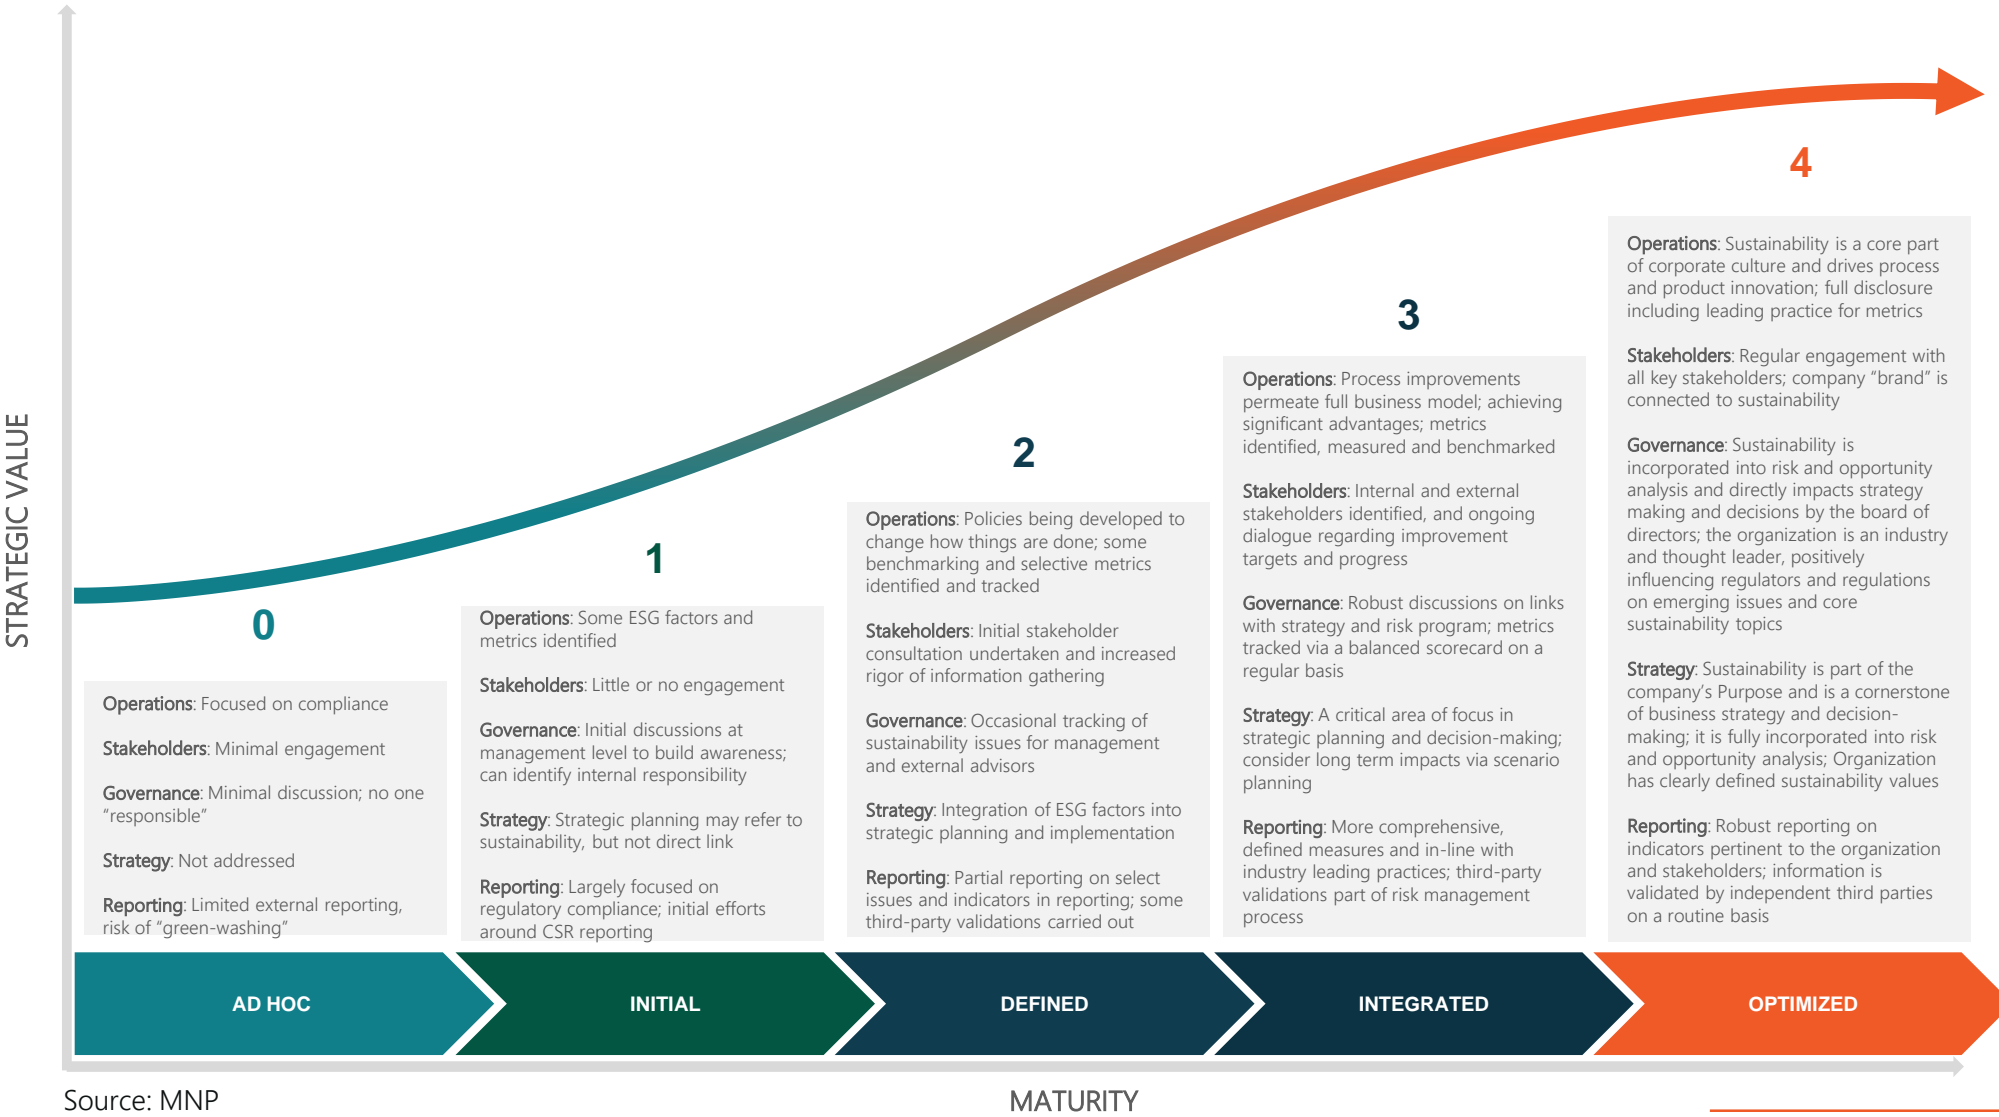 STRATEGIC VALUE
0
Operations: Focused on compliance
Stakeholders: Minimal engagement
Governance: Minimal discussion; no one
“responsible”
Strategy: Not addressed
Reporting: Limited external reporting,
risk of “green-washing”
AD HOC
1
Operations: Some ESG factors and
metrics identified
Stakeholders: Little or no engagement
Governance: Initial discussions at
management level to build awareness;
can identify internal responsibility
Strategy: Strategic planning may refer to
sustainability, but not direct link
Reporting: Largely focused on
regulatory compliance; initial efforts
around CSR reporting
INITIAL
2
Operations: Policies being developed to
change how things are done; some
benchmarking and selective metrics
identified and tracked
Stakeholders: Initial stakeholder
consultation undertaken and increased
rigor of information gathering
Governance: Occasional tracking of
sustainability issues for management
and external advisors
Strategy: Integration of ESG factors into
strategic planning and implementation
Reporting: Partial reporting on select
issues and indicators in reporting; some
third-party validations carried out
DEFINED
3
Operations: Process improvements
permeate full business model; achieving
significant advantages; metrics
identified, measured and benchmarked
Stakeholders: Internal and external
stakeholders identified, and ongoing
dialogue regarding improvement
targets and progress
Governance: Robust discussions on links
with strategy and risk program; metrics
tracked via a balanced scorecard on a
regular basis
Strategy: A critical area of focus in
strategic planning and decision-making;
consider long term impacts via scenario
planning
Reporting: More comprehensive,
defined measures and in-line with
industry leading practices; third-party
validations part of risk management
process
INTEGRATED
4
Operations: Sustainability is a core part
of corporate culture and drives process
and product innovation; full disclosure
including leading practice for metrics
Stakeholders: Regular engagement with
all key stakeholders; company “brand” is
connected to sustainability
Governance: Sustainability is
incorporated into risk and opportunity
analysis and directly impacts strategy
making and decisions by the board of
directors; the organization is an industry
and thought leader, positively
influencing regulators and regulations
on emerging issues and core
sustainability topics
Strategy: Sustainability is part of the
company’s Purpose and is a cornerstone
of business strategy and decision-
making; it is fully incorporated into risk
and opportunity analysis; Organization
has clearly defined sustainability values
Reporting: Robust reporting on
indicators pertinent to the organization
and stakeholders; information is
validated by independent third parties
on a routine basis
OPTIMIZED
Source: MNP
MATURITY